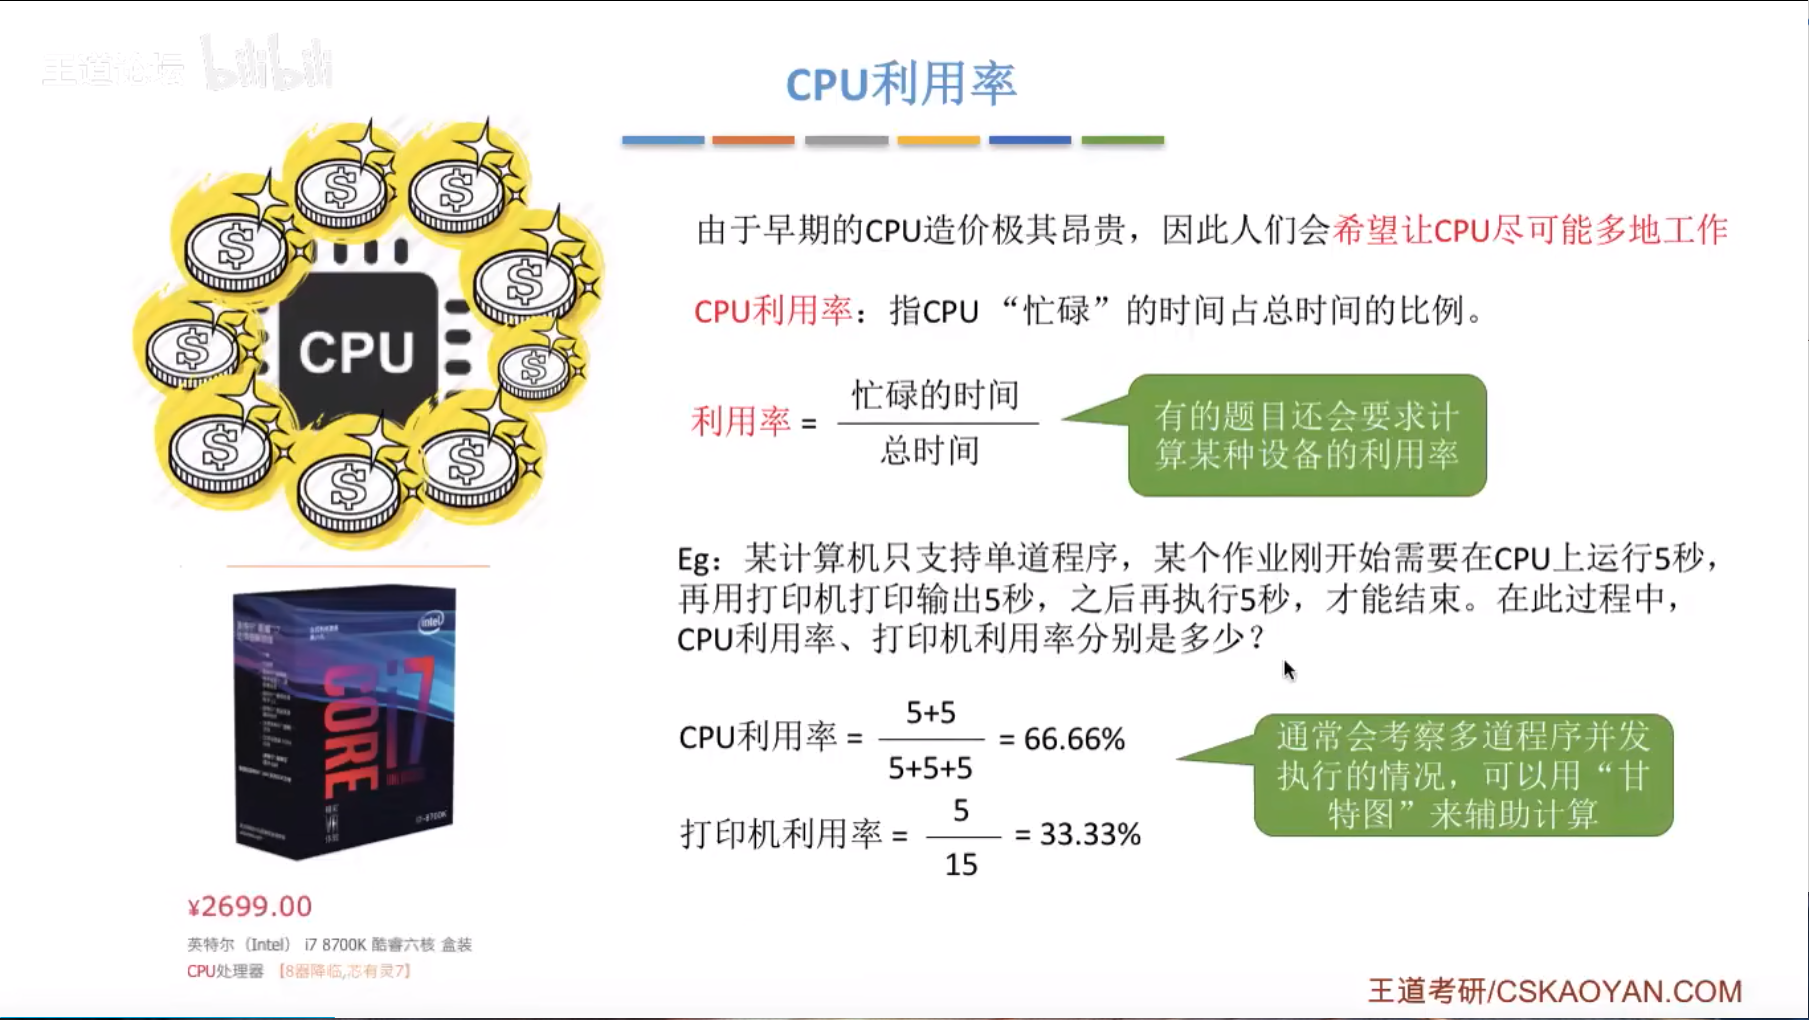 王道论坛 bilibili
CPU利用率
由于早期的CPU造价极其昂贵，因此人们会希望让CPU尽可能多地工作
CPU利用率：指CPU “忙碌”的时间占总时间的比例。
利用率 = 忙碌的时间
总时间
有的题目还会要求计
算某种设备的利用率
Eg：某计算机只支持单道程序，某个作业刚开始需要在CPU上运行5秒，
再用打印机打印输出5秒，之后再执行5秒，才能结束。在此过程中，
CPU利用率、打印机利用率分别是多少？
5+5
CPU利用率 = = 66.66%
5+5+5
5
打印机利用率 = = 33.33%
15
通常会考察多道程序并发
执行的情况，可以用“甘
特图”来辅助计算
CPU
intel
CORE
i7
i7-8700K
¥2699.00
英特尔（Intel） i7 8700K 酷睿六核 盒装
CPU处理器 【8器降临,芯有灵7】
王道考研/CSKAOYAN.COM